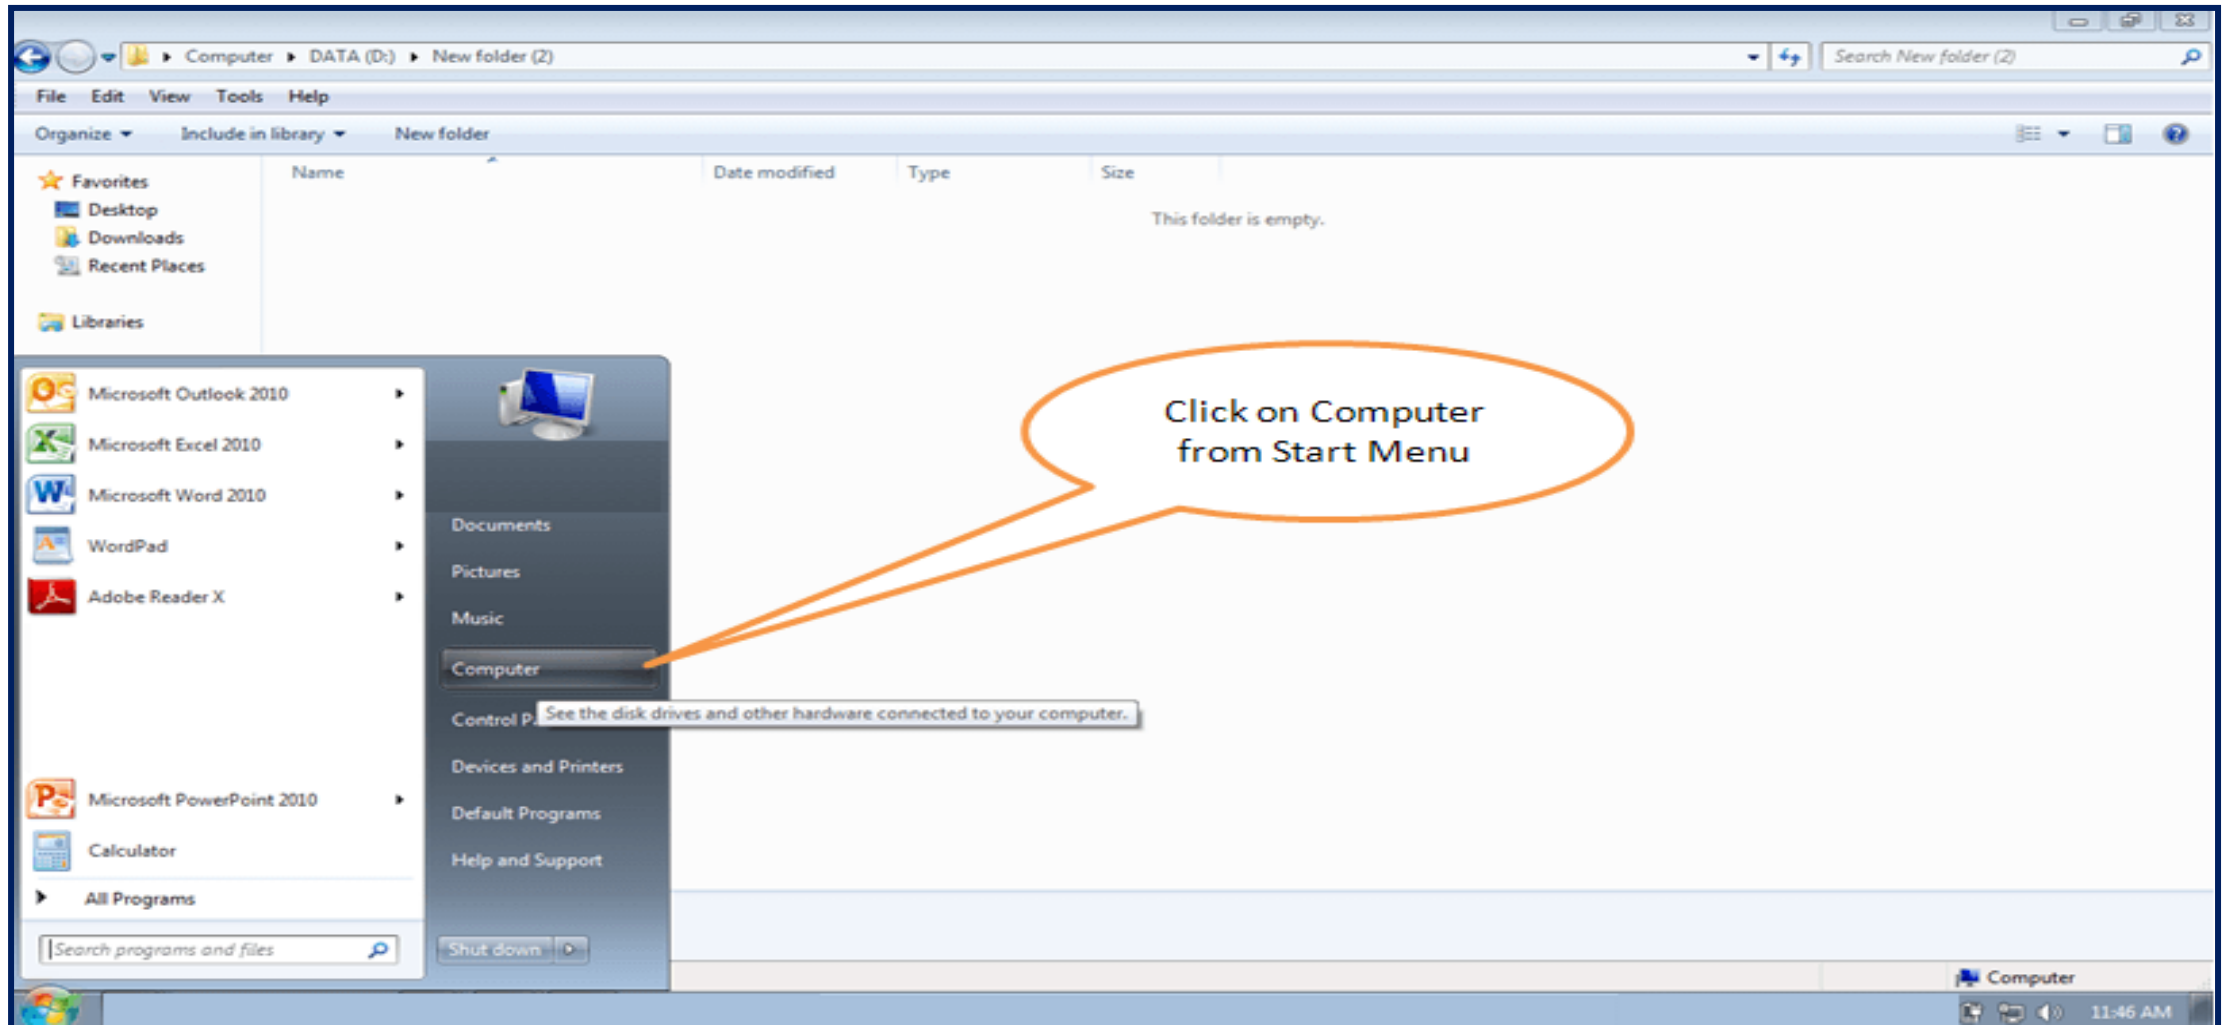 Computer DATA (D:) New folder (2)
Search New folder (2)
File Edit View Tools Help
Organize Include in library New folder
Name Date modified Type Size
This folder is empty.
Favorites
Desktop
Downloads
Recent Places
Libraries
Microsoft Outlook 2010
Microsoft Excel 2010
Microsoft Word 2010
WordPad
Adobe Reader X
Microsoft PowerPoint 2010
Calculator
All Programs
Search programs and files
Documents
Pictures
Music
Computer
Control P
See the disk drives and other hardware connected to your computer.
Devices and Printers
Default Programs
Help and Support
Shut down
Click on Computer
from Start Menu
Computer
11:46 AM